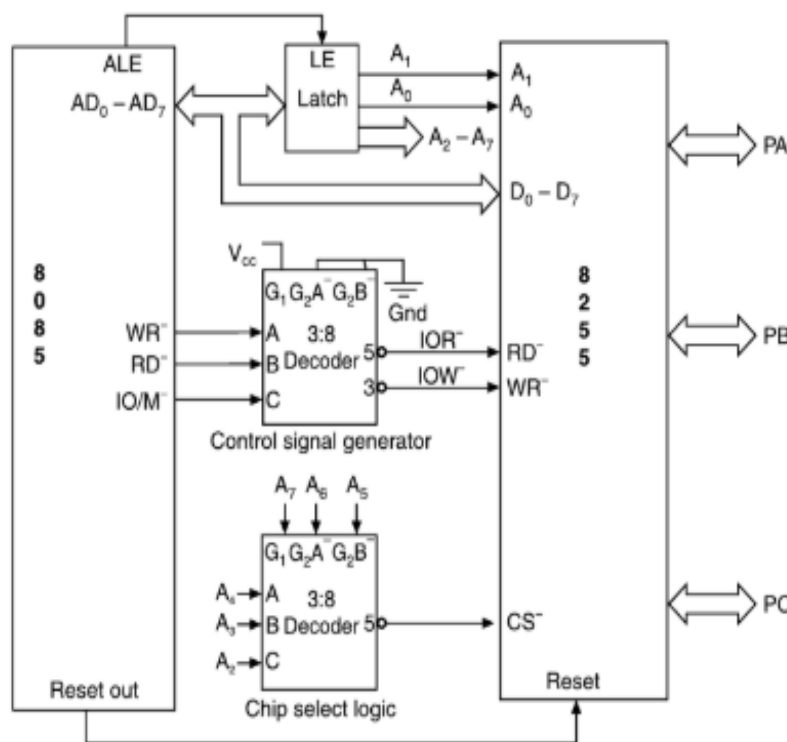 ALE
AD₀ – AD₇
8
0
8
5
WR⁻
RD⁻
IO/M⁻
Reset out
LE
Latch
A₁
A₀
A₂ – A₇
V_cc
G₁ G₂A⁻ G₂B⁻
Gnd
A
3:8
B Decoder 5
C
3
IOR⁻
IOW⁻
Control signal generator
A₇ A₆ A₅
G₁ G₂A⁻ G₂B⁻
A₄ A
3:8
A₃ B Decoder 5
A₂ C
Chip select logic
A₁
A₀
D₀ – D₇
8
2
5
5
RD⁻
WR⁻
CS⁻
Reset
PA
PB